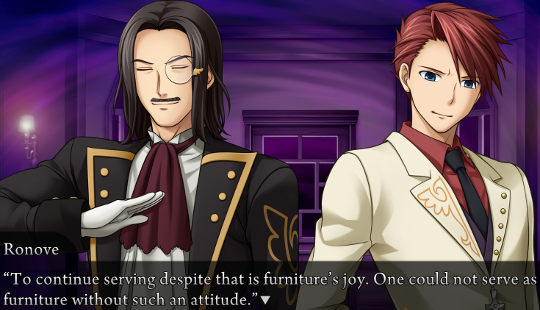 Ronove
“To continue serving despite that is furniture’s joy. One could not serve as
furniture without such an attitude.”▼